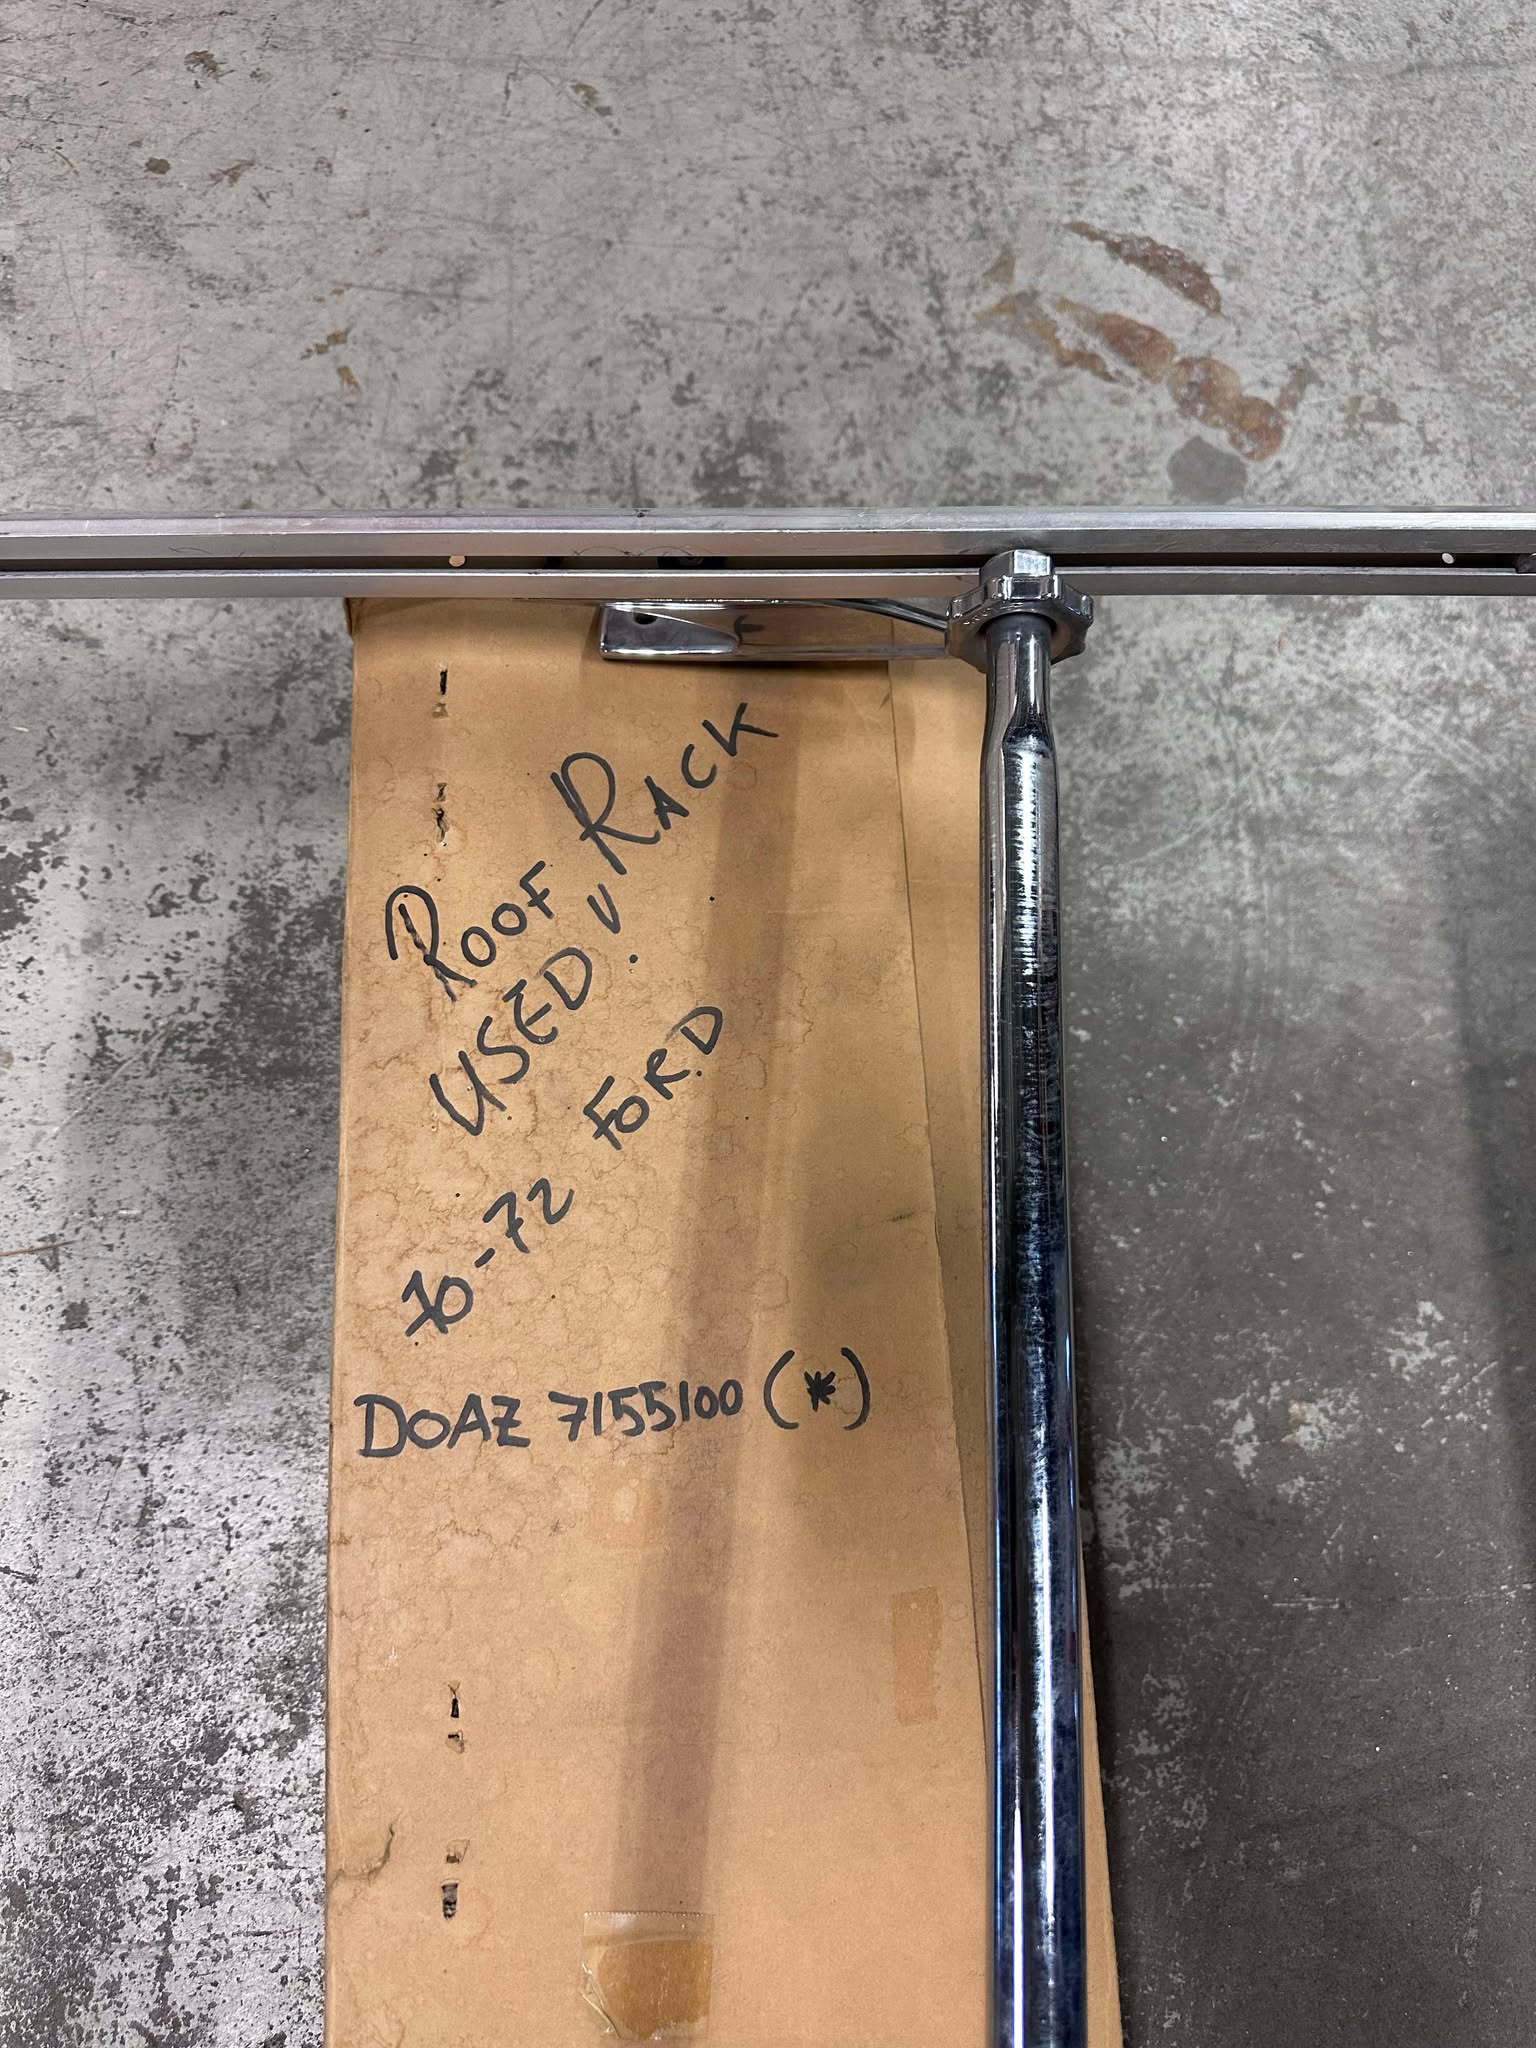 ROOF RACK
USED U.
70-72 FORD
DOAZ 7155100 (*)